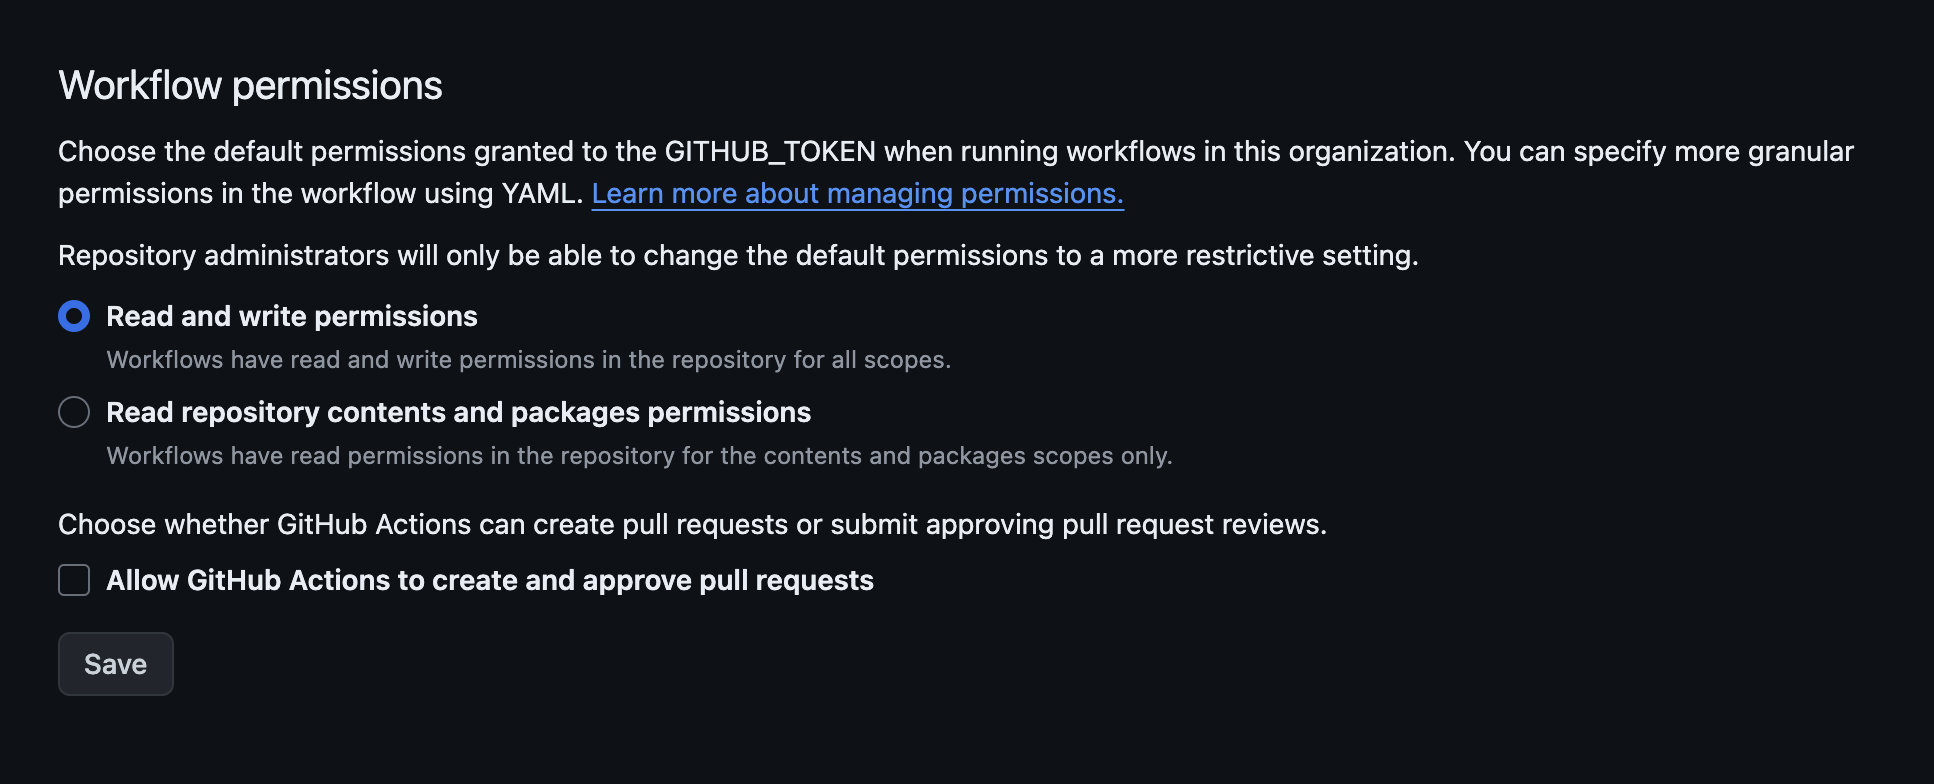 Workflow permissions
Choose the default permissions granted to the GITHUB_TOKEN when running workflows in this organization. You can specify more granular
permissions in the workflow using YAML. Learn more about managing permissions.
Repository administrators will only be able to change the default permissions to a more restrictive setting.
Read and write permissions
Workflows have read and write permissions in the repository for all scopes.
Read repository contents and packages permissions
Workflows have read permissions in the repository for the contents and packages scopes only.
Choose whether GitHub Actions can create pull requests or submit approving pull request reviews.
Allow GitHub Actions to create and approve pull requests
Save